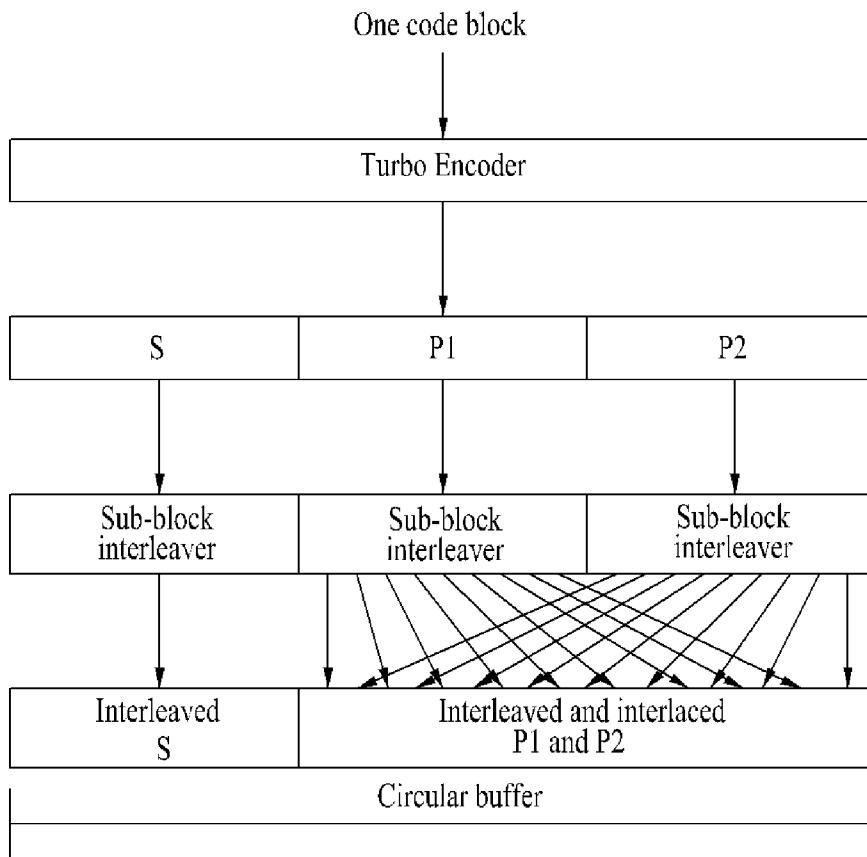 One code block
Turbo Encoder
S P1 P2
Sub-block Sub-block Sub-block
interleaver interleaver interleaver
Interleaved Interleaved and interlaced
S P1 and P2
Circular buffer